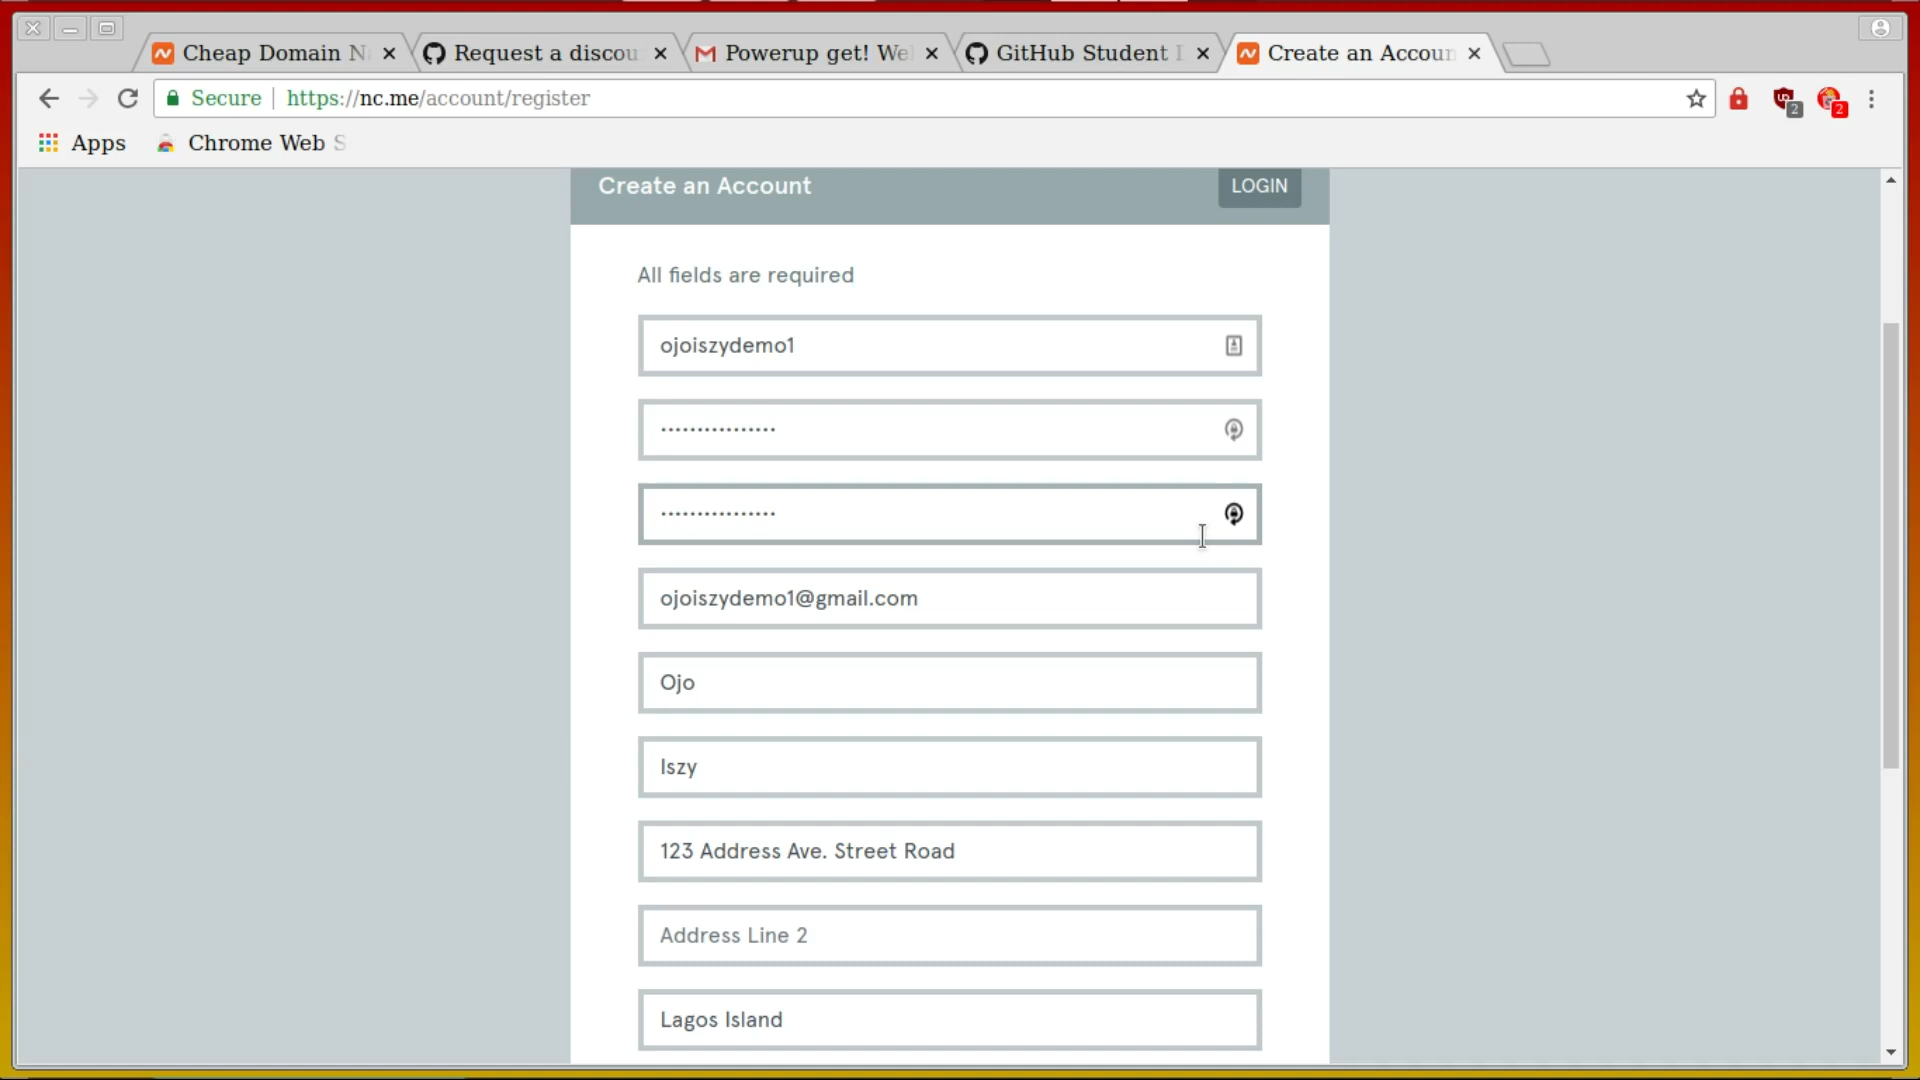 Cheap Domain N
Request a discou
Powerup get! We
GitHub Student
Create an Accoun
Secure
https://nc.me/account/register
2
2
Apps
Chrome Web S
Create an Account
LOGIN
All fields are required
ojoiszydemo1
••••••••••••••••
••••••••••••••••
ojoiszydemo1@gmail.com
Ojo
Iszy
123 Address Ave. Street Road
Address Line 2
Lagos Island